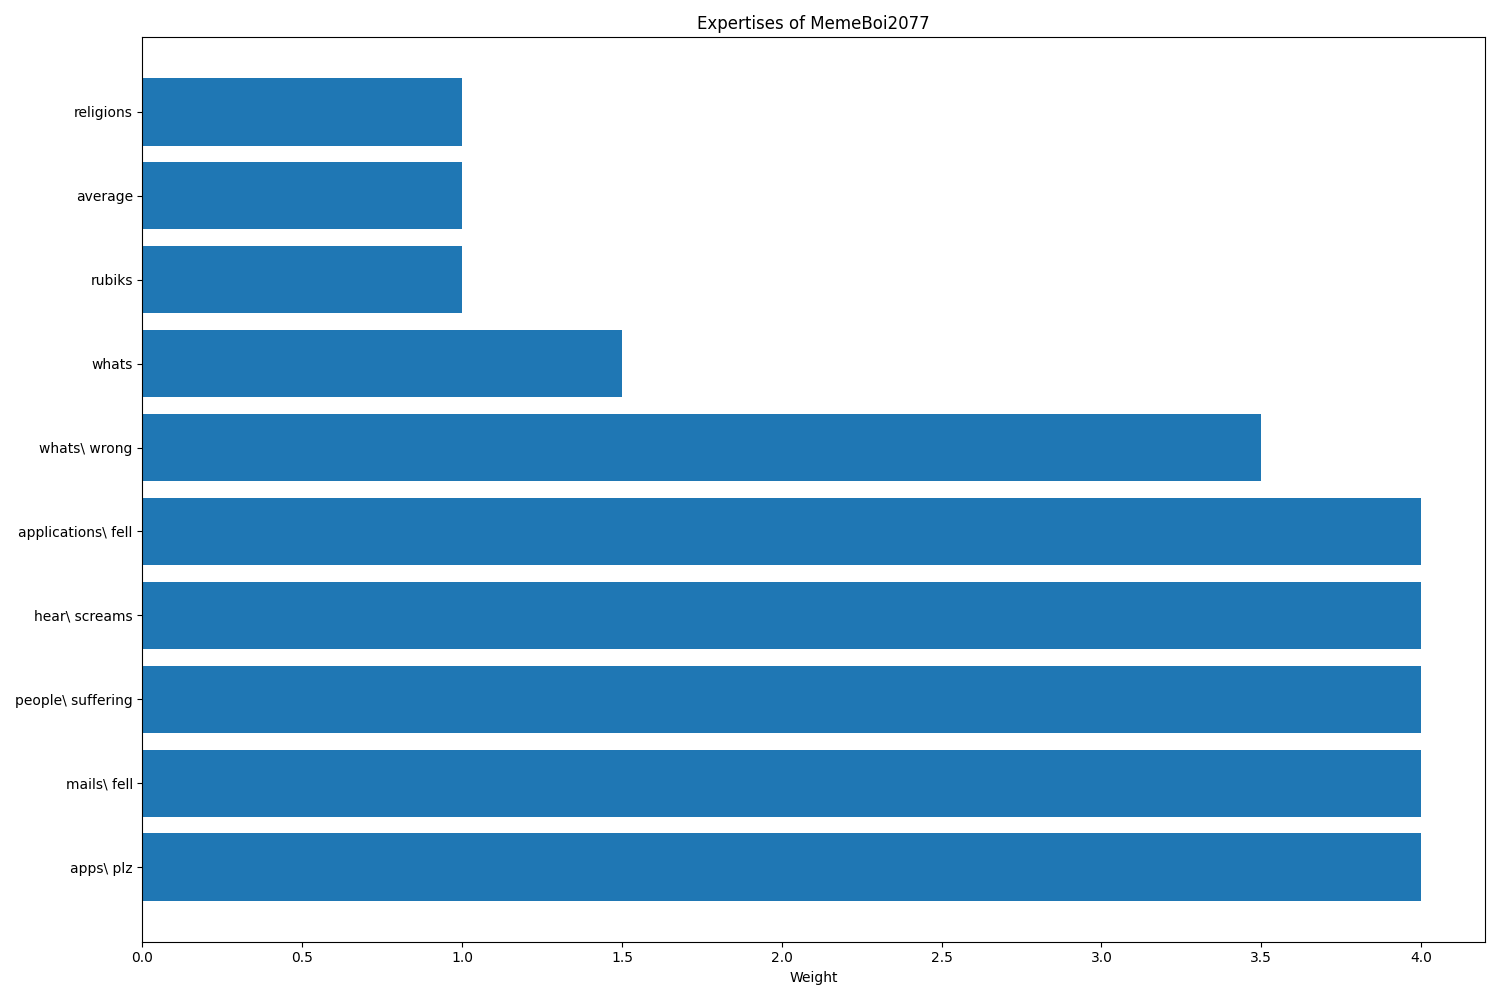 Expertises of MemeBoi2077
religions
average
rubiks
whats
whats\ wrong
applications\ fell
hear\ screams
people\ suffering
mails\ fell
apps\ plz
0.0 0.5 1.0 1.5 2.0 2.5 3.0 3.5 4.0
Weight